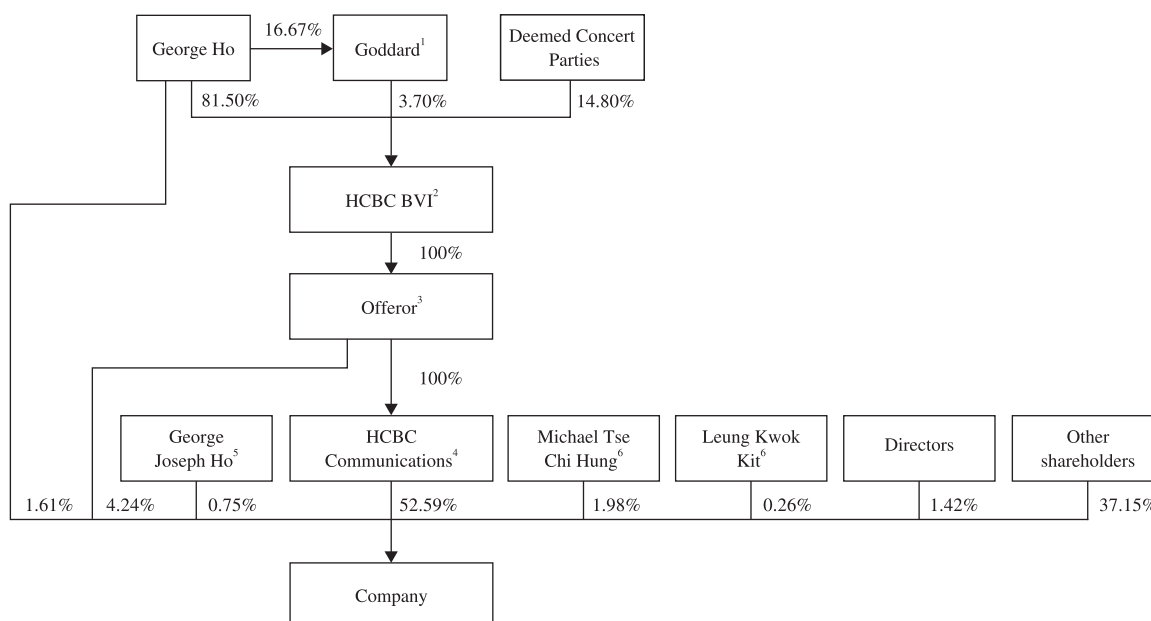 16.67%
George Ho
Goddard1
Deemed Concert
Parties
81.50%
3.70%
14.80%
HCBC BVI2
100%
Offeror3
100%
George
Joseph Ho5
HCBC
Communications4
Michael Tse
Chi Hung6
Leung Kwok
Kit6
Directors
Other
shareholders
1.61%
4.24%
0.75%
52.59%
1.98%
0.26%
1.42%
37.15%
Company